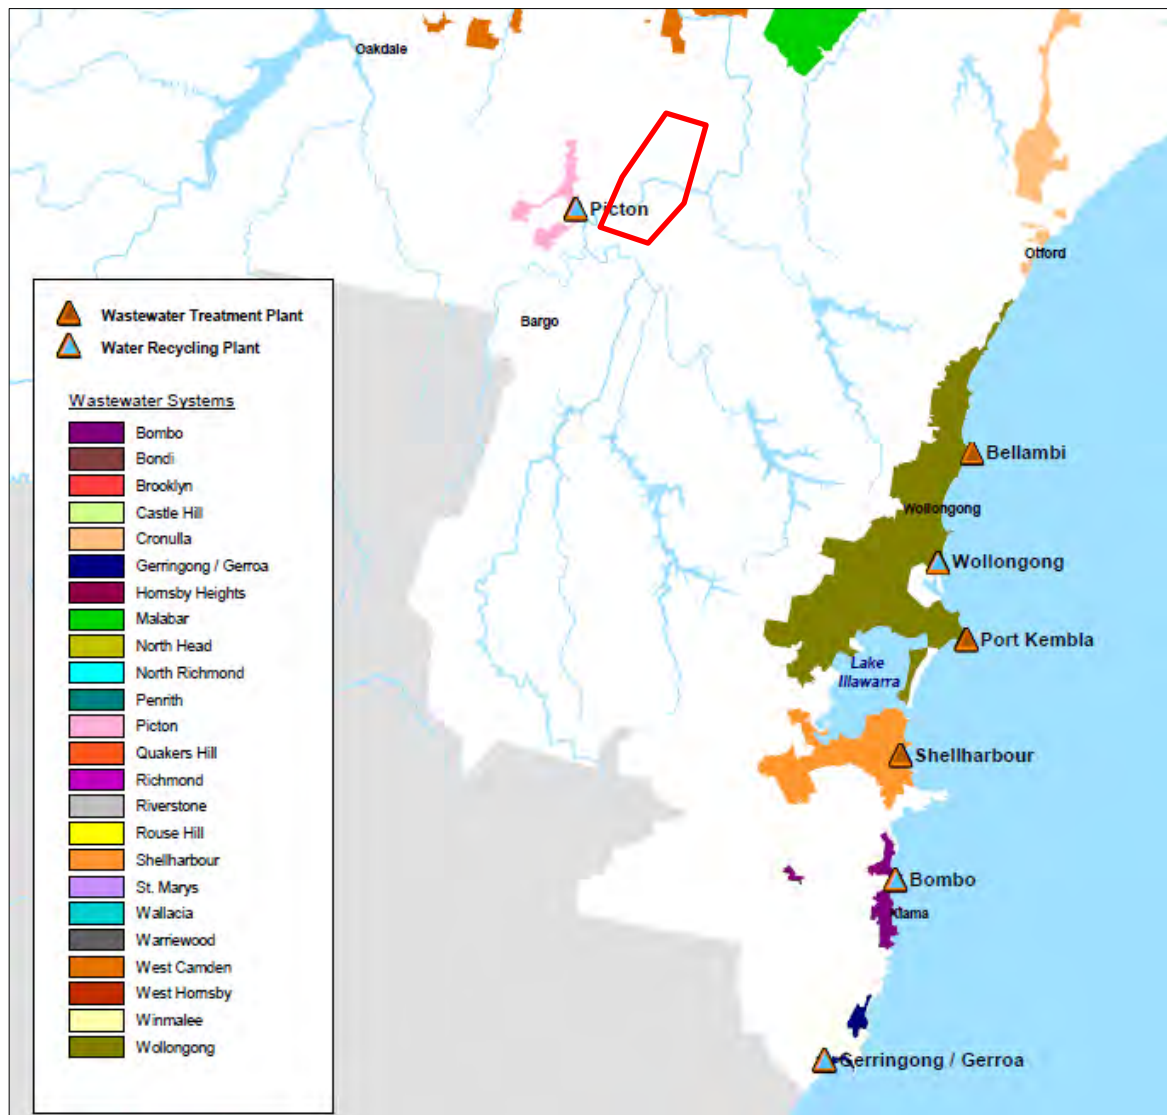 Oakdale
Picton
Otford
Bargo
Wastewater Treatment Plant
Water Recycling Plant
Wastewater Systems
Bombo
Bondi
Brooklyn
Castle Hill
Cronulla
Gerringong / Gerroa
Hornsby Heights
Malabar
North Head
North Richmond
Penrith
Picton
Quakers Hill
Richmond
Riverstone
Rouse Hill
Shellharbour
St. Marys
Wallacia
Warriewood
West Camden
West Hornsby
Winmalee
Wollongong
Bellambi
Wollongong
Wollongong
Port Kembla
Lake
Illawarra
Shellharbour
Bombo
Kiama
Gerringong / Gerroa